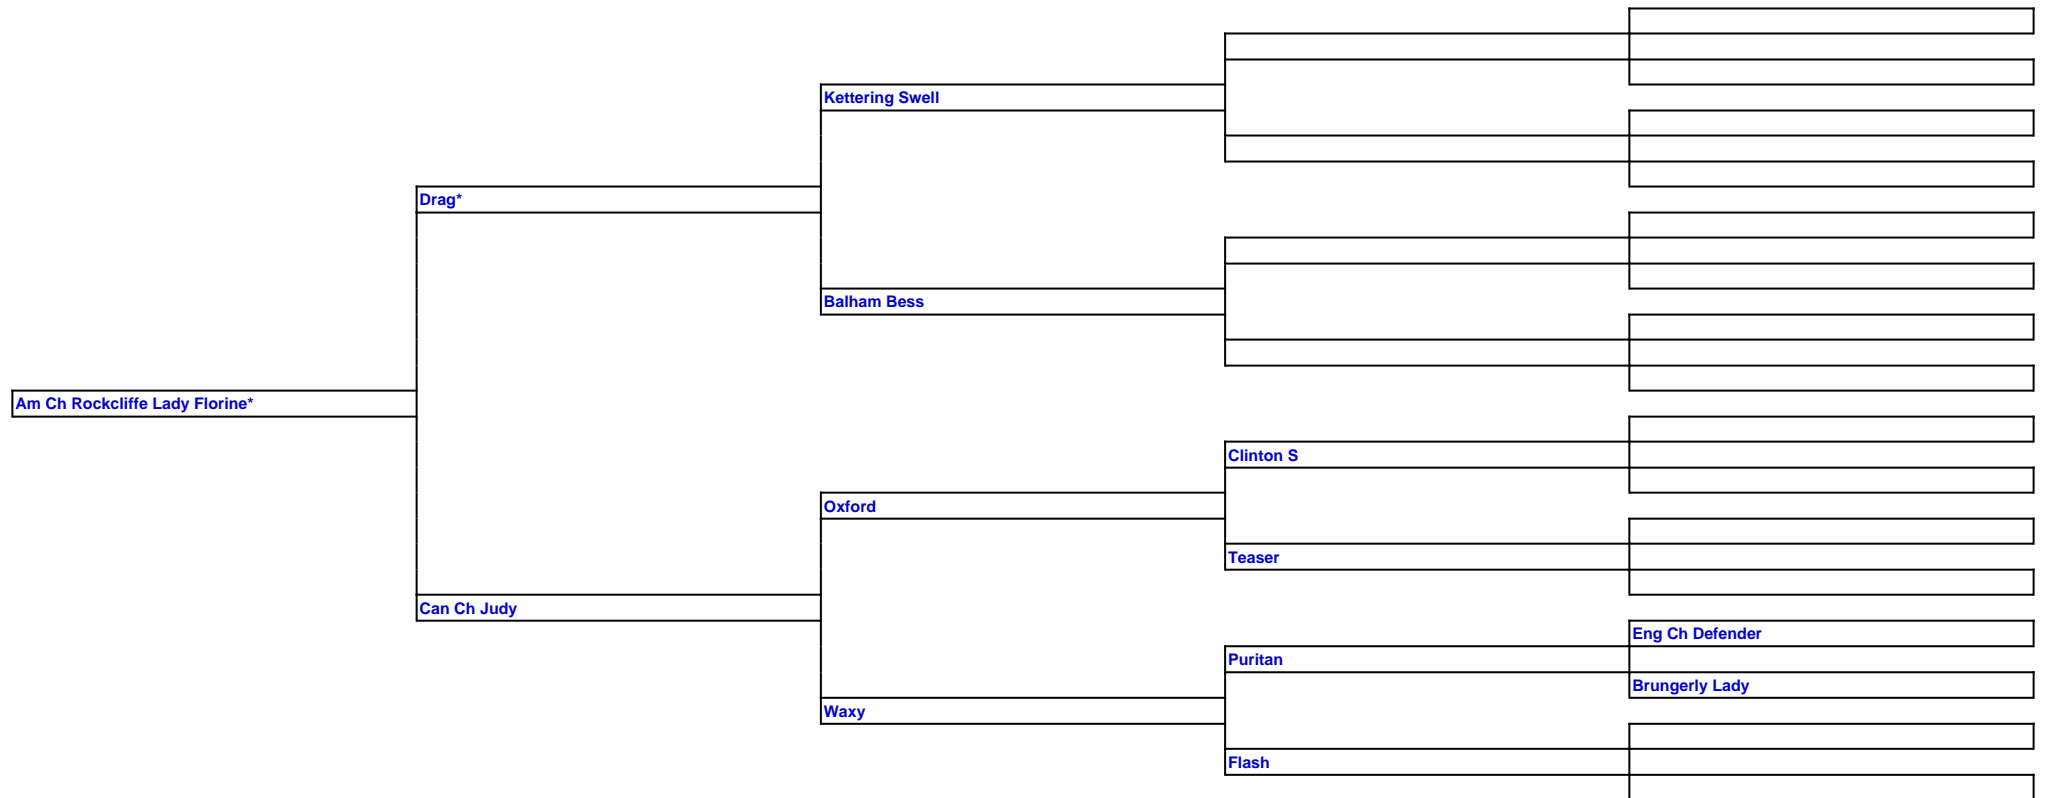 Kettering Swell
Drag*
Balham Bess
Am Ch Rockcliffe Lady Florine*
Clinton S
Oxford
Teaser
Can Ch Judy
Eng Ch Defender
Puritan
Brungerly Lady
Waxy
Flash